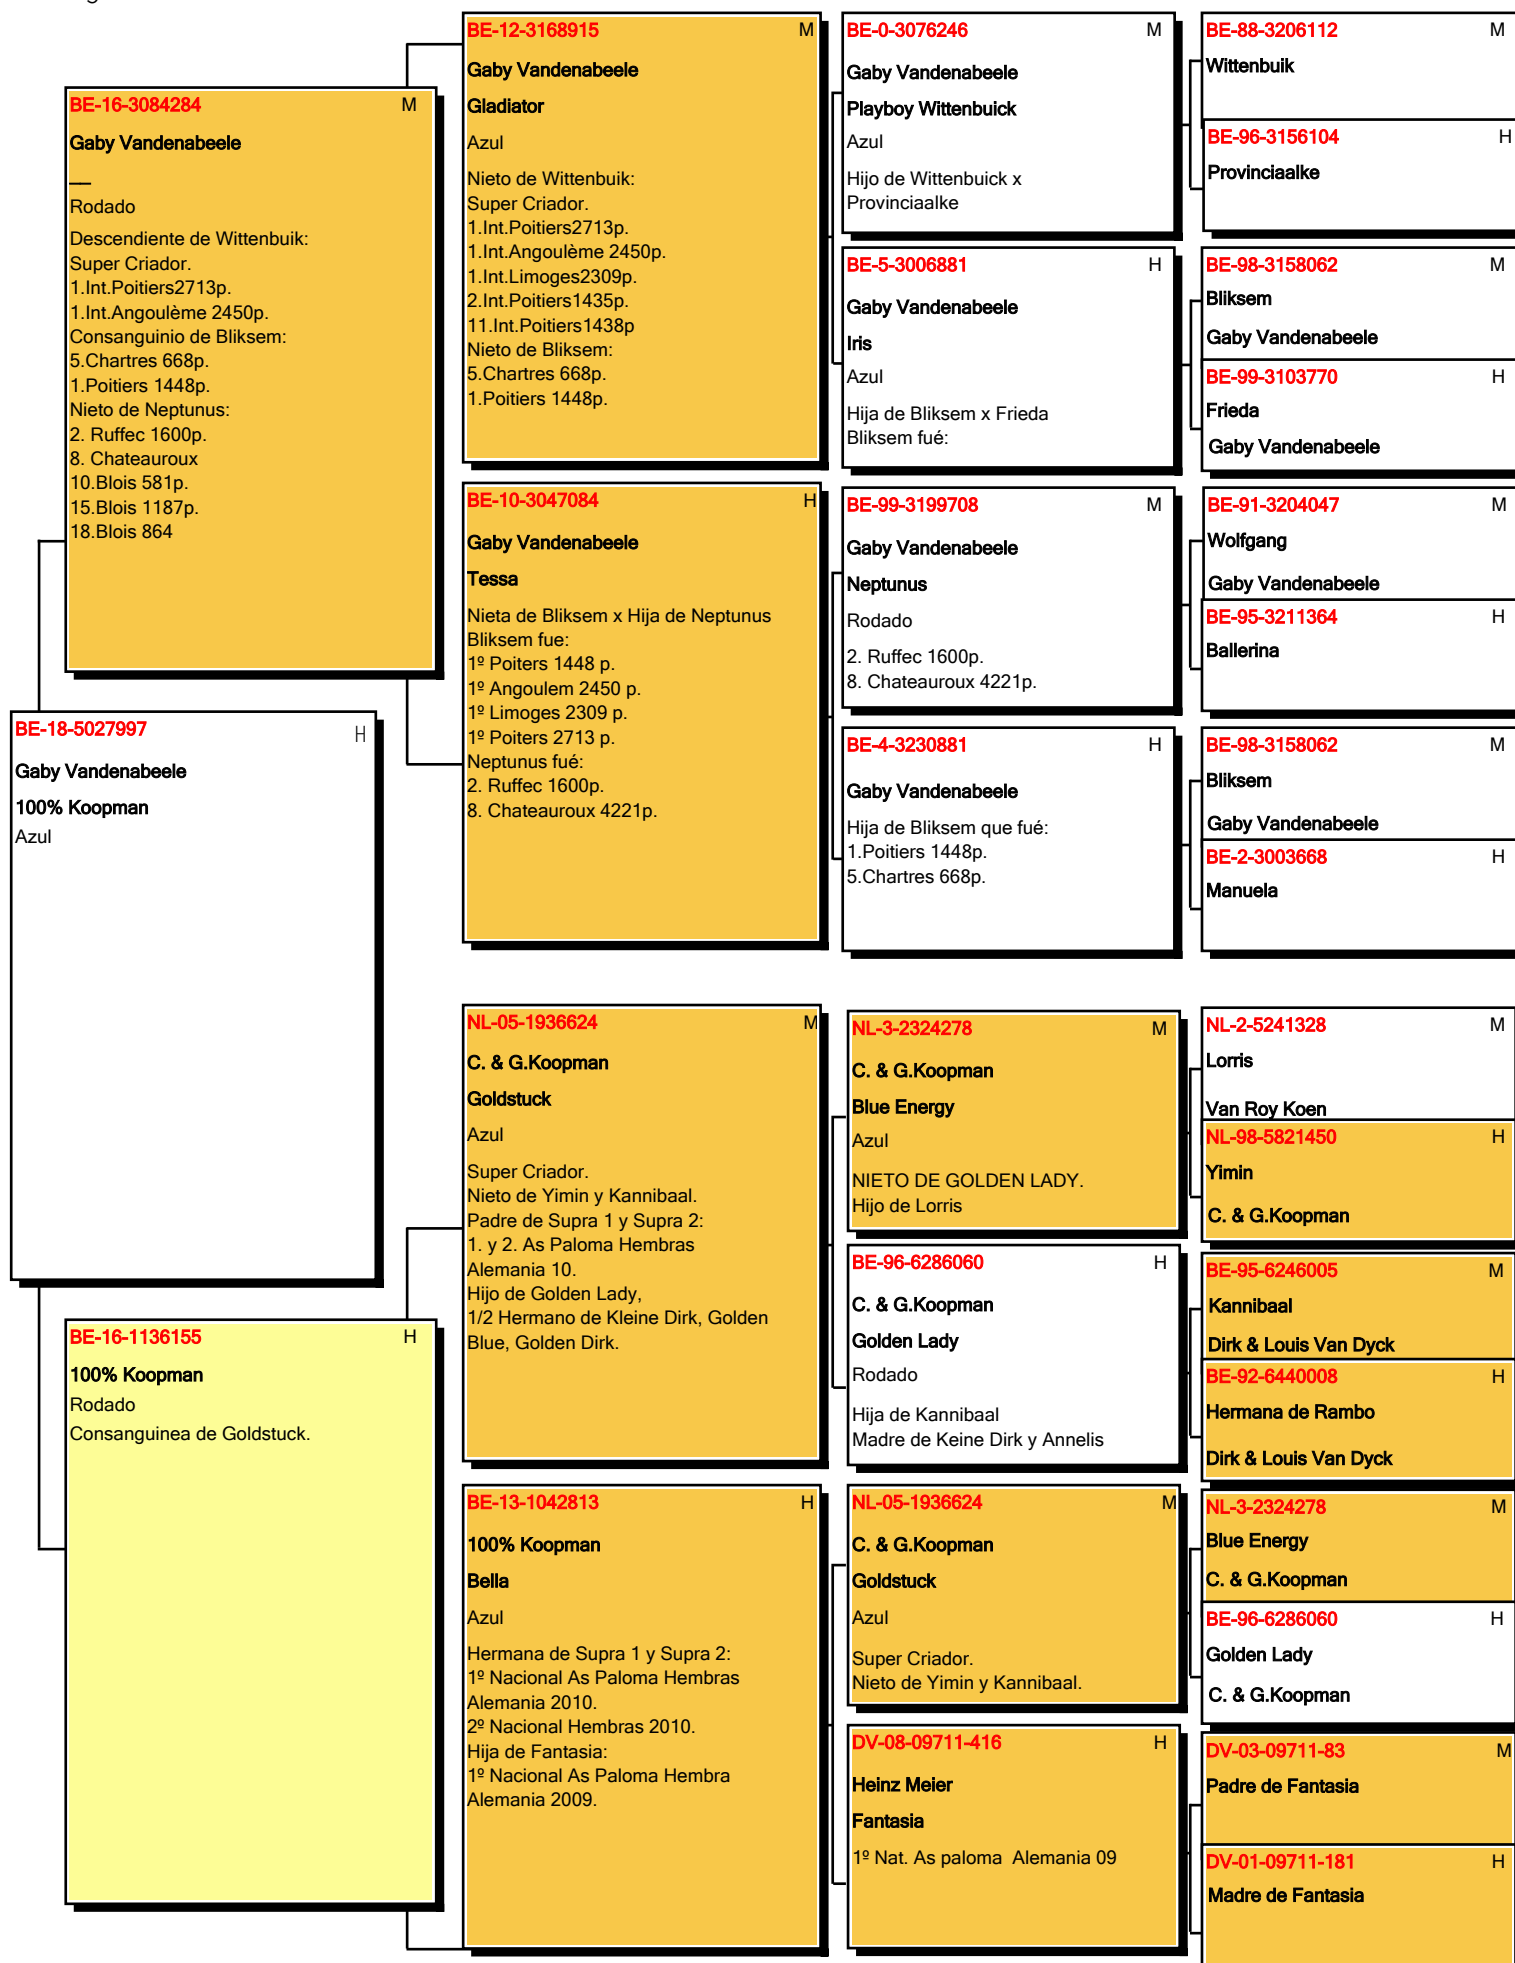 BE-18-5027997 H
Gaby Vandenabeele
100% Koopman
Azul
BE-16-3084284 M
Gaby Vandenabeele
__
Rodado
Descendiente de Wittenbuik:
Super Criador.
1.Int.Poitiers2713p.
1.Int.Angoulème 2450p.
Consanguinio de Bliksem:
5.Chartres 668p.
1.Poitiers 1448p.
Nieto de Neptunus:
2. Ruffec 1600p.
8. Chateauroux
10.Blois 581p.
15.Blois 1187p.
18.Blois 864
BE-16-1136155 H
100% Koopman
Rodado
Consanguinea de Goldstuck.
BE-12-3168915 M
Gaby Vandenabeele
Gladiator
Azul
Nieto de Wittenbuik:
Super Criador.
1.Int.Poitiers2713p.
1.Int.Angoulème 2450p.
1.Int.Limoges2309p.
2.Int.Poitiers1435p.
11.Int.Poitiers1438p
Nieto de Bliksem:
5.Chartres 668p.
1.Poitiers 1448p.
BE-10-3047084 H
Gaby Vandenabeele
Tessa
Nieta de Bliksem x Hija de Neptunus
Bliksem fue:
1º Poiters 1448 p.
1º Angoulem 2450 p.
1º Limoges 2309 p.
1º Poiters 2713 p.
Neptunus fué:
2. Ruffec 1600p.
8. Chateauroux 4221p.
NL-05-1936624 M
C. & G.Koopman
Goldstuck
Azul
Super Criador.
Nieto de Yimin y Kannibaal.
Padre de Supra 1 y Supra 2:
1. y 2. As Paloma Hembras
Alemania 10.
Hijo de Golden Lady,
1/2 Hermano de Kleine Dirk, Golden
Blue, Golden Dirk.
BE-13-1042813 H
100% Koopman
Bella
Azul
Hermana de Supra 1 y Supra 2:
1º Nacional As Paloma Hembras
Alemania 2010.
2º Nacional Hembras 2010.
Hija de Fantasia:
1º Nacional As Paloma Hembra
Alemania 2009.
BE-0-3076246 M
Gaby Vandenabeele
Playboy Wittenbuick
Azul
Hijo de Wittenbuick x
Provinciaalke
BE-5-3006881 H
Gaby Vandenabeele
Iris
Azul
Hija de Bliksem x Frieda
Bliksem fué:
BE-99-3199708 M
Gaby Vandenabeele
Neptunus
Rodado
2. Ruffec 1600p.
8. Chateauroux 4221p.
BE-4-3230881 H
Gaby Vandenabeele
Hija de Bliksem que fué:
1.Poitiers 1448p.
5.Chartres 668p.
NL-3-2324278 M
C. & G.Koopman
Blue Energy
Azul
NIETO DE GOLDEN LADY.
Hijo de Lorris
BE-96-6286060 H
C. & G.Koopman
Golden Lady
Rodado
Hija de Kannibaal
Madre de Keine Dirk y Annelis
NL-05-1936624 M
C. & G.Koopman
Goldstuck
Azul
Super Criador.
Nieto de Yimin y Kannibaal.
DV-08-09711-416 H
Heinz Meier
Fantasia
1º Nat. As paloma Alemania 09
BE-88-3206112 M
Wittenbuik
BE-96-3156104 H
Provinciaalke
BE-98-3158062 M
Bliksem
Gaby Vandenabeele
BE-99-3103770 H
Frieda
Gaby Vandenabeele
BE-91-3204047 M
Wolfgang
Gaby Vandenabeele
BE-95-3211364 H
Ballerina
BE-98-3158062 M
Bliksem
Gaby Vandenabeele
BE-2-3003668 H
Manuela
NL-2-5241328 M
Lorris
Van Roy Koen
NL-98-5821450 H
Yimin
C. & G.Koopman
BE-95-6246005 M
Kannibaal
Dirk & Louis Van Dyck
BE-92-6440008 H
Hermana de Rambo
Dirk & Louis Van Dyck
NL-3-2324278 M
Blue Energy
C. & G.Koopman
BE-96-6286060 H
Golden Lady
C. & G.Koopman
DV-03-09711-83 M
Padre de Fantasia
DV-01-09711-181 H
Madre de Fantasia